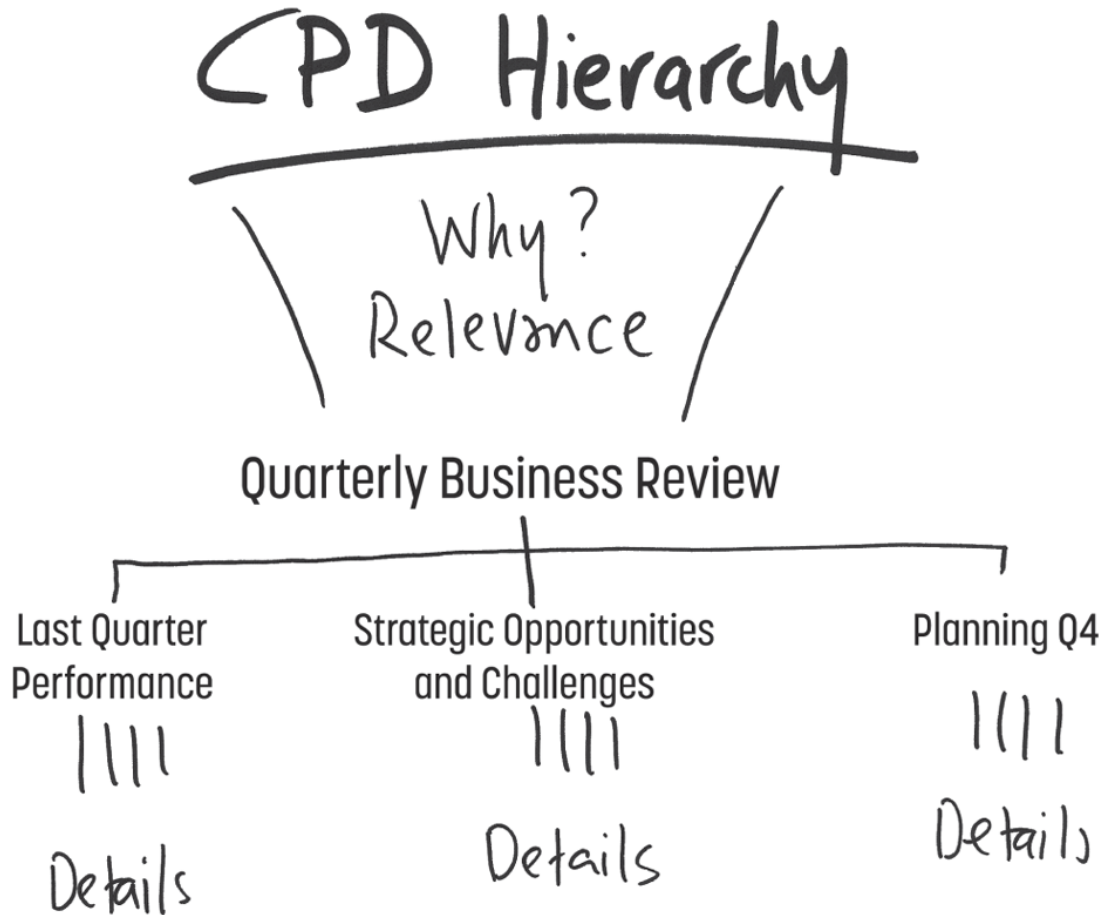 CPD Hierarchy
Why?
Relevance
Quarterly Business Review
Last Quarter
Performance
Strategic Opportunities
and Challenges
Planning Q4
Details
Details
Details